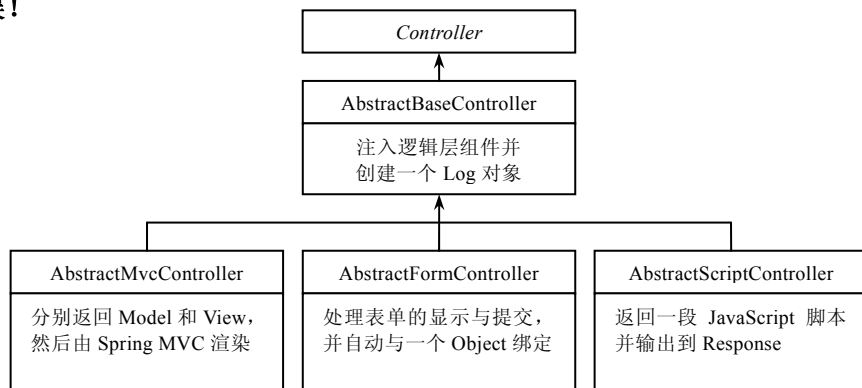 !
Controller
AbstractBaseController
注入逻辑层组件并
创建一个 Log 对象
AbstractMvcController
分别返回 Model 和 View，
然后由 Spring MVC 渲染
AbstractFormController
处理表单的显示与提交，
并自动与一个 Object 绑定
AbstractScriptController
返回一段 JavaScript 脚本
并输出到 Response